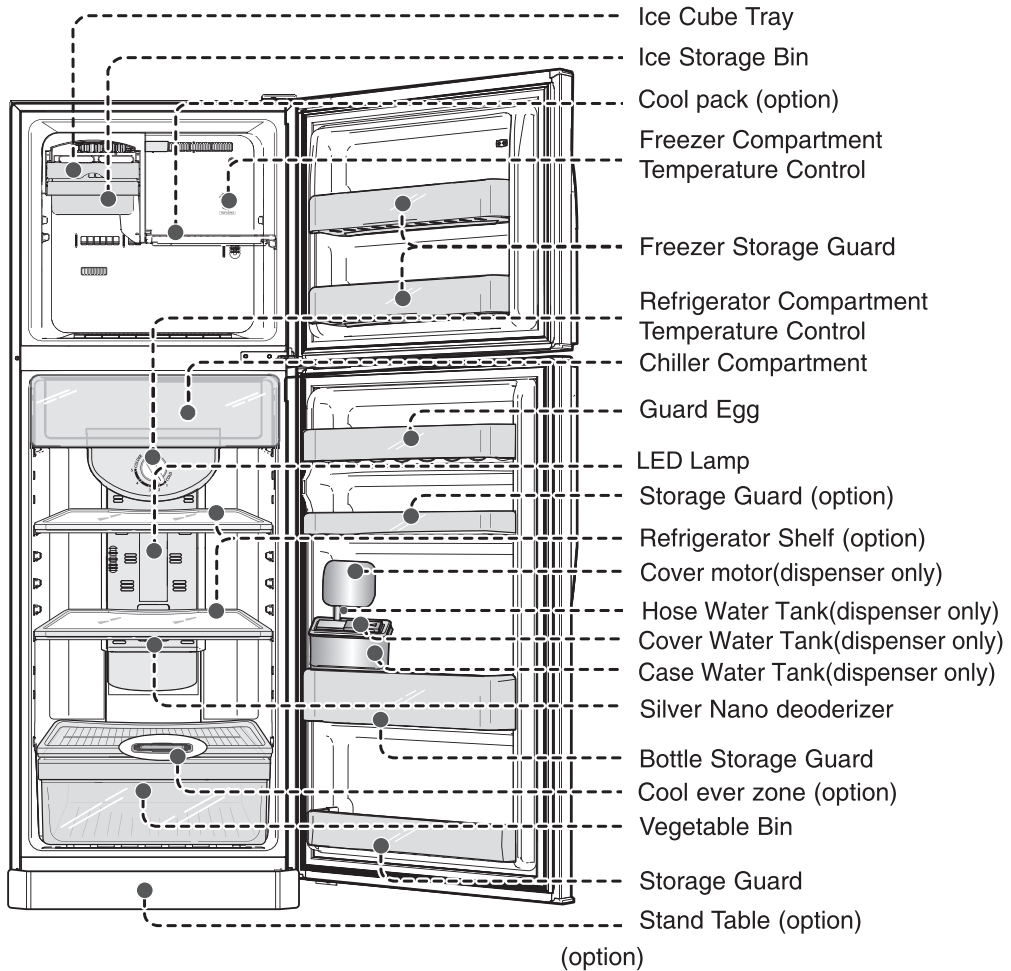 Ice Cube Tray
Ice Storage Bin
Cool pack (option)
Freezer Compartment
Temperature Control
Freezer Storage Guard
Refrigerator Compartment
Temperature Control
Chiller Compartment
Guard Egg
LED Lamp
Storage Guard (option)
Refrigerator Shelf (option)
Cover motor(dispenser only)
Hose Water Tank(dispenser only)
Cover Water Tank(dispenser only)
Case Water Tank(dispenser only)
Silver Nano deoderizer
Bottle Storage Guard
Cool ever zone (option)
Vegetable Bin
Storage Guard
Stand Table (option)
(option)